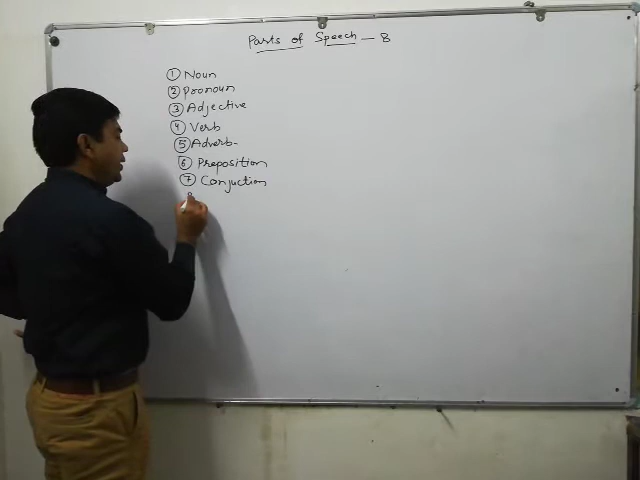 Parts of Speech - 8
① Noun
② Pronoun
③ Adjective
④ Verb
⑤ Adverb
⑥ Preposition
⑦ Conjuction